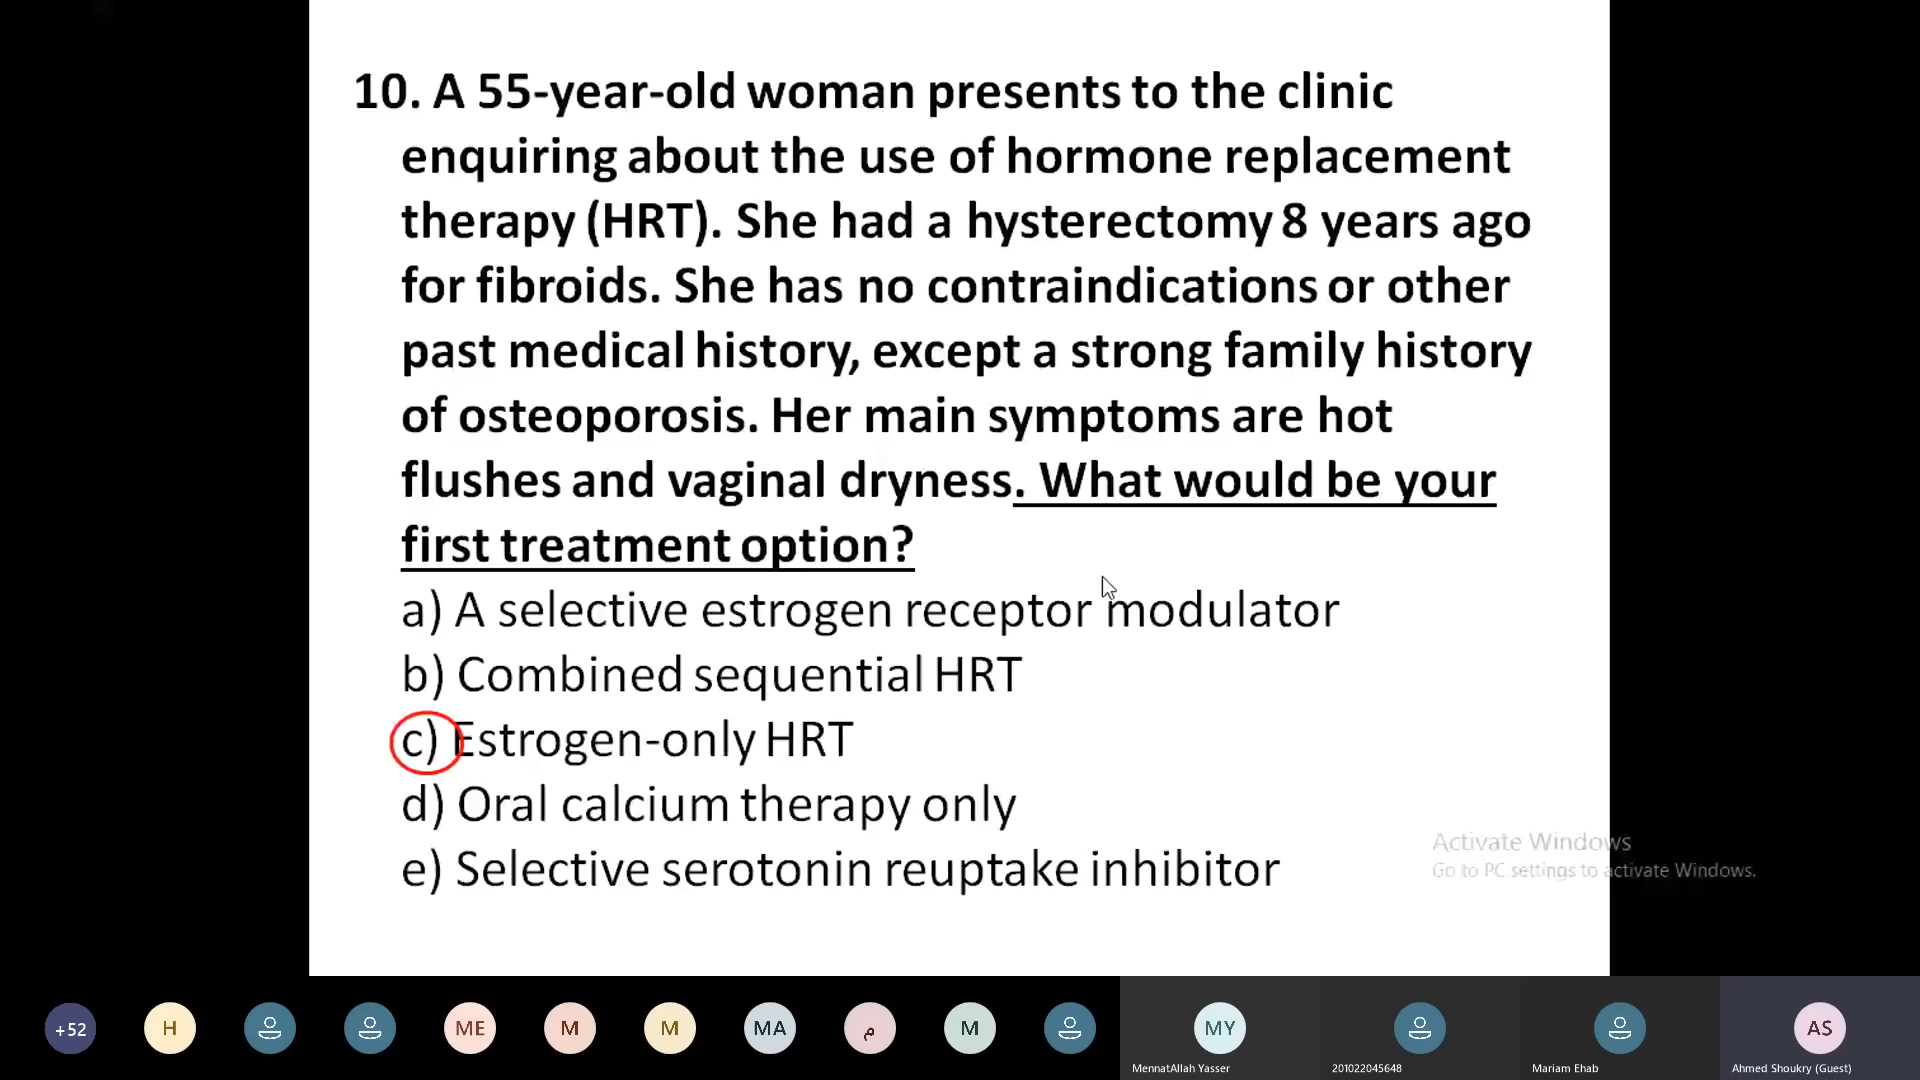 10. A 55-year-old woman presents to the clinic
enquiring about the use of hormone replacement
therapy (HRT). She had a hysterectomy 8 years ago
for fibroids. She has no contraindications or other
past medical history, except a strong family history
of osteoporosis. Her main symptoms are hot
flushes and vaginal dryness. What would be your
first treatment option?
a) A selective estrogen receptor modulator
b) Combined sequential HRT
c) Estrogen-only HRT
d) Oral calcium therapy only
e) Selective serotonin reuptake inhibitor
Activate Windows
Go to PC settings to activate Windows.
+52 H ME M M MA م M MY AS
MennatAllah Yasser 201022045648 Mariam Ehab Ahmed Shoukry (Guest)